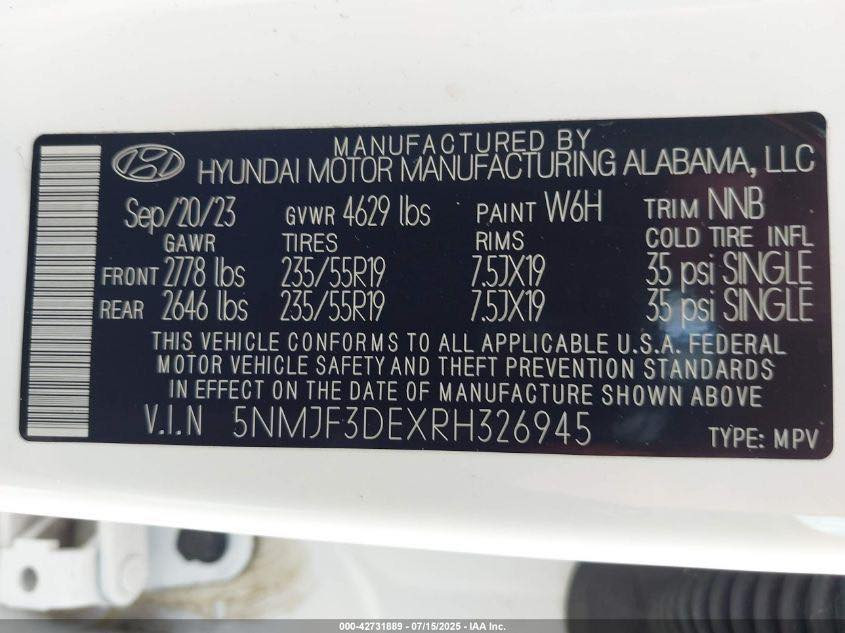 MANUFACTURED BY
HYUNDAI MOTOR MANUFACTURING ALABAMA, LLC
Sep/20/23 GVWR 4629 lbs PAINT W6H TRIM NNB
GAWR TIRES RIMS COLD TIRE INFL
FRONT 2778 lbs 235/55R19 7.5JX19 35 psi SINGLE
REAR 2646 lbs 235/55R19 7.5JX19 35 psi SINGLE
THIS VEHICLE CONFORMS TO ALL APPLICABLE U.S.A. FEDERAL
MOTOR VEHICLE SAFETY AND THEFT PREVENTION STANDARDS
IN EFFECT ON THE DATE OF MANUFACTURE SHOWN ABOVE
V.I.N 5NMJF3DEXRH326945 TYPE: MPV
000-42731889 | 07/15/2025 - IAA Inc.